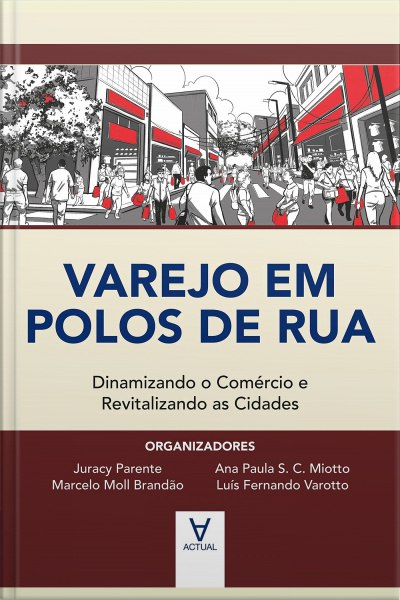 VAREJO EM
POLOS DE RUA
Dinamizando o Comércio e
Revitalizando as Cidades
ORGANIZADORES
Juracy Parente
Marcelo Moll Brandão
Ana Paula S. C. Miotto
Luís Fernando Varotto
ACTUAL